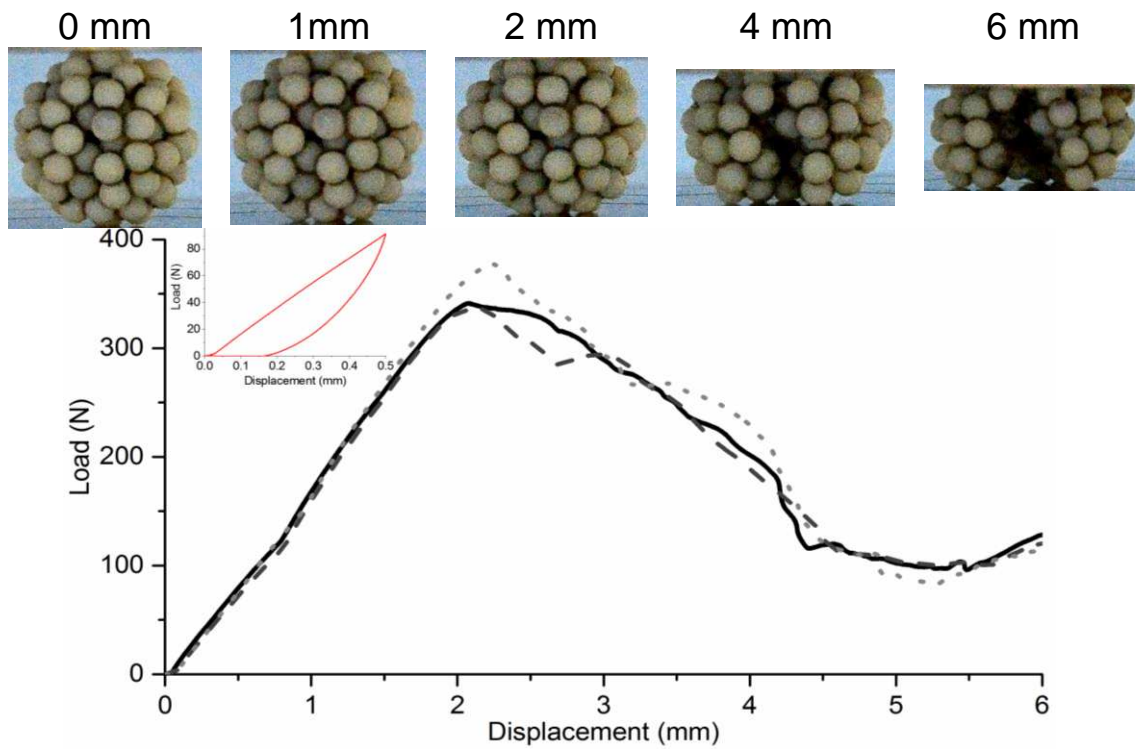 0 mm 1mm 2 mm 4 mm 6 mm
400
300
200
100
0
Load (N)
0 1 2 3 4 5 6
Displacement (mm)
80
60
40
20
0
Load (N)
0.0 0.1 0.2 0.3 0.4 0.5
Displacement (mm)